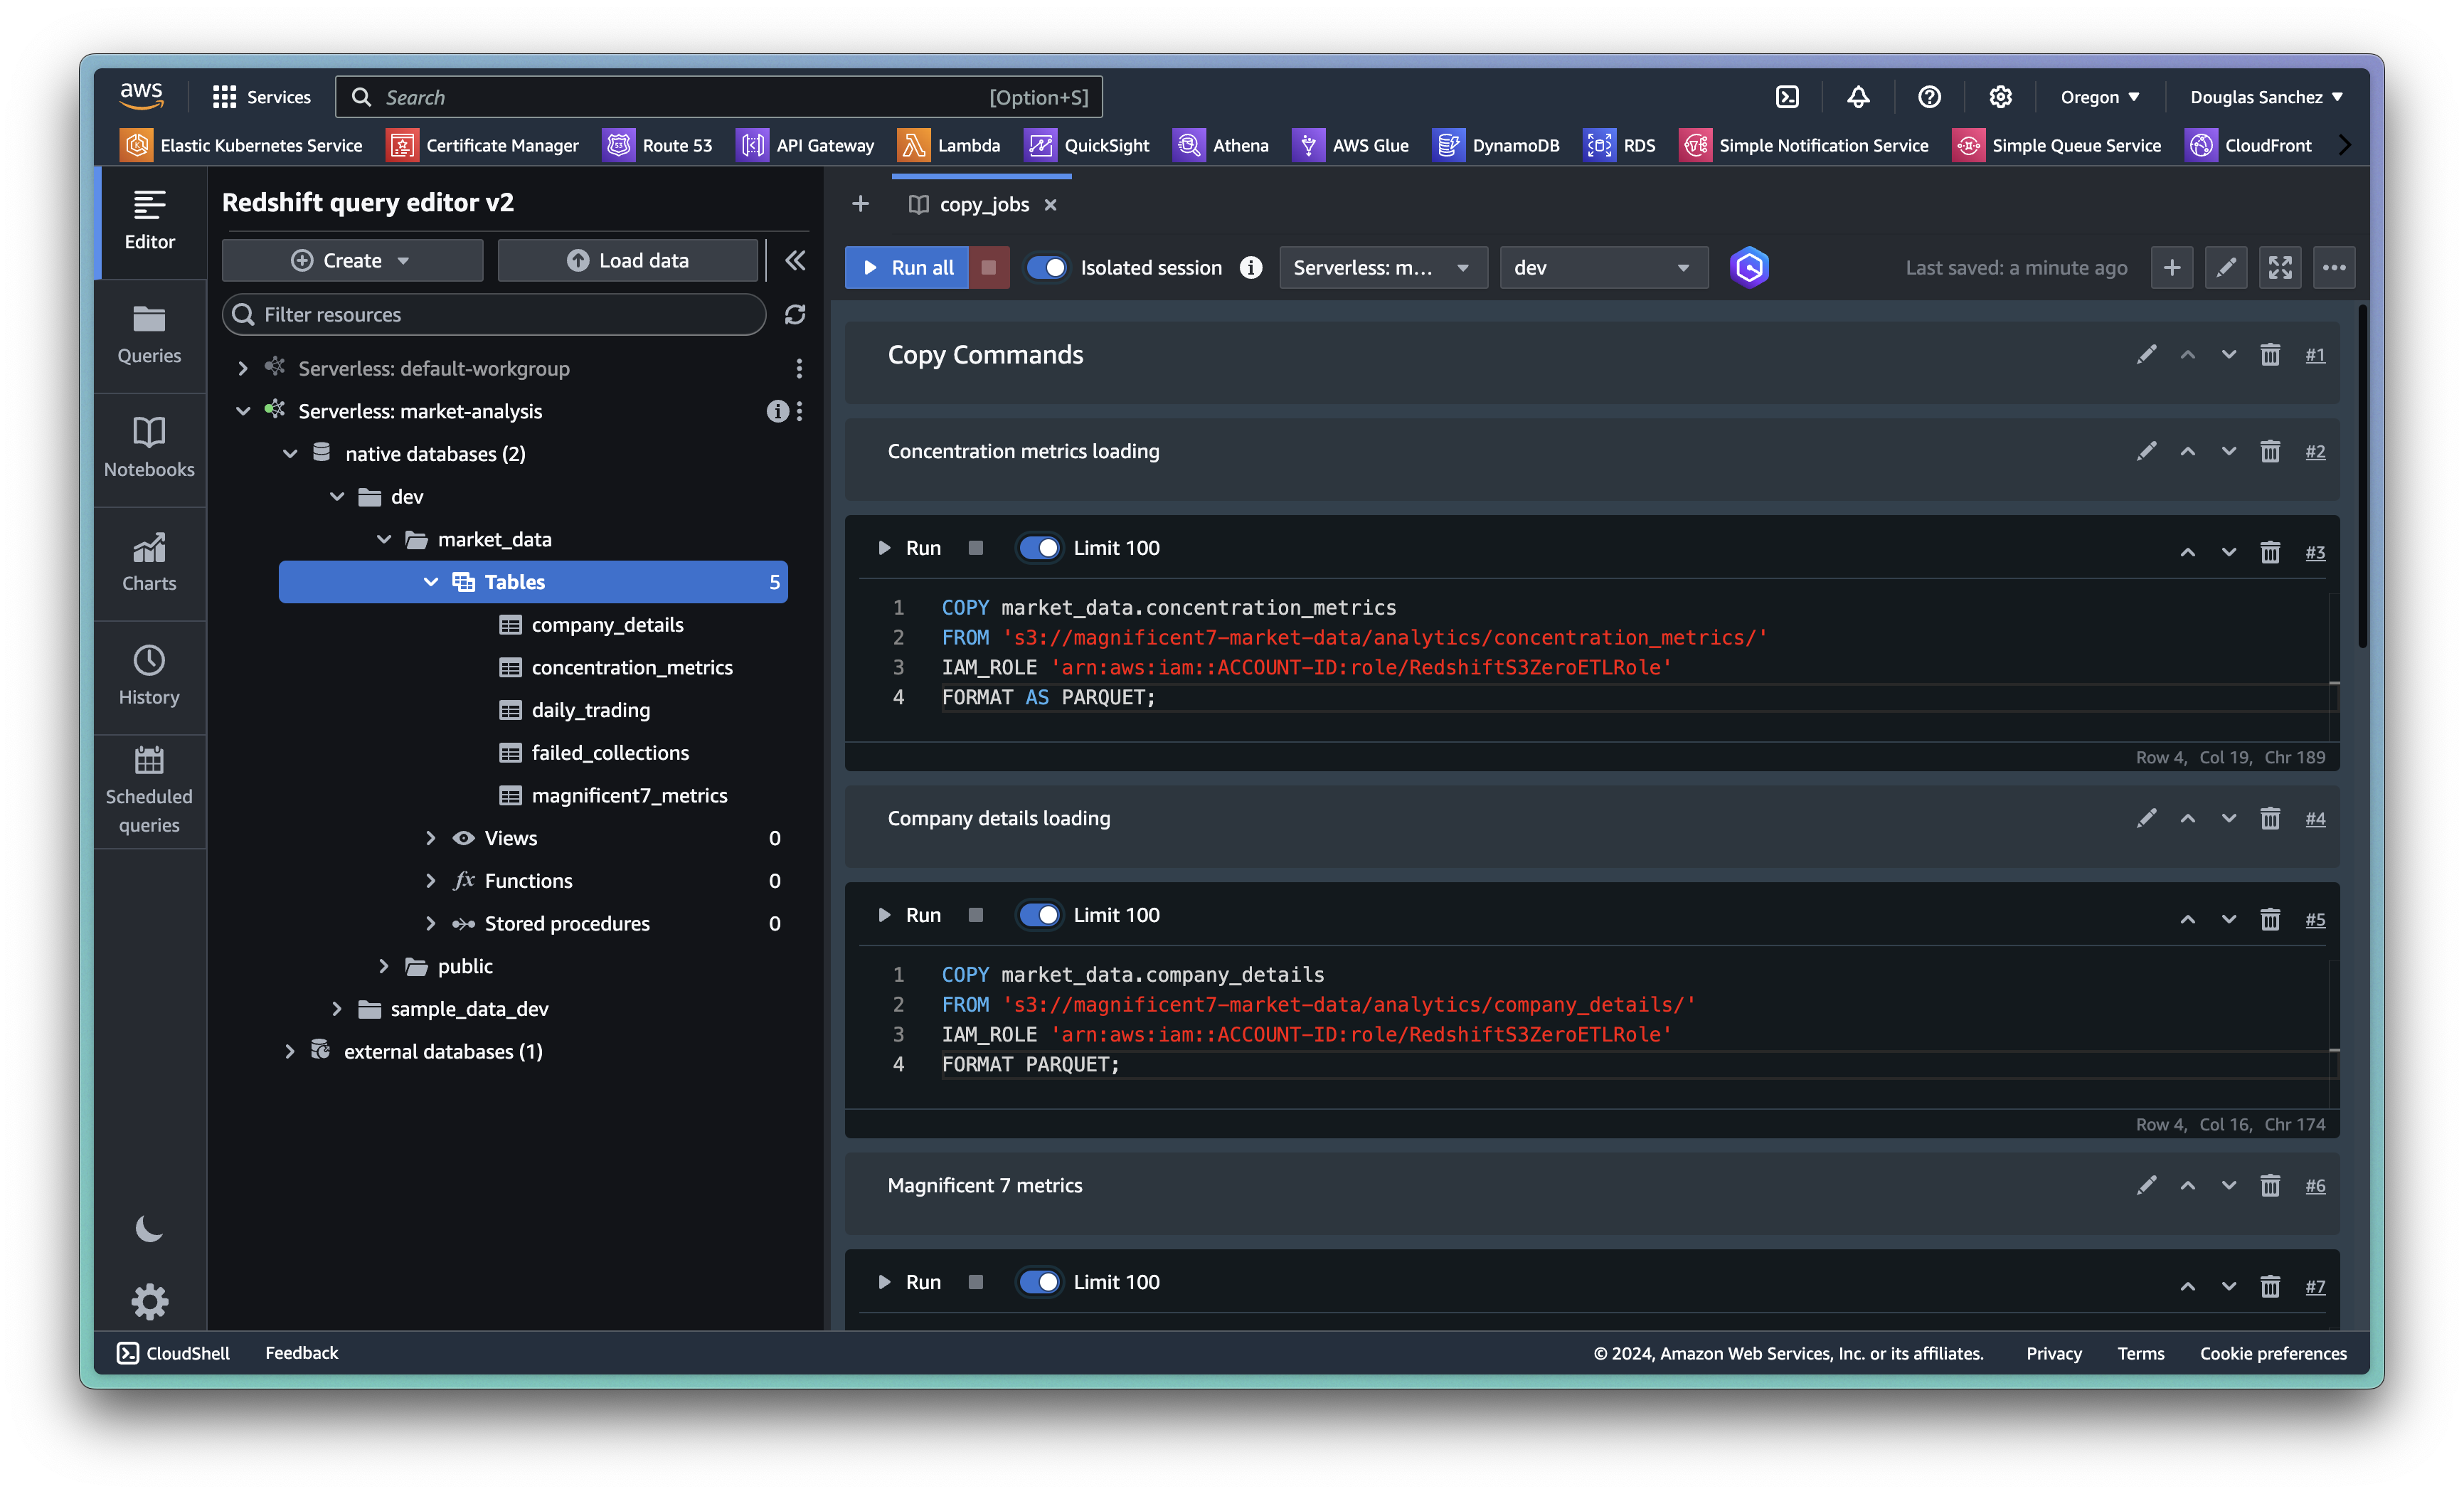 aws
Services
Search
[Option+S]
Oregon
Douglas Sanchez
Elastic Kubernetes Service
Certificate Manager
Route 53
API Gateway
Lambda
QuickSight
Athena
AWS Glue
DynamoDB
RDS
Simple Notification Service
Simple Queue Service
CloudFront
Editor
Queries
Notebooks
Charts
History
Scheduled
queries
Redshift query editor v2
Create
Load data
Filter resources
Serverless: default-workgroup
Serverless: market-analysis
native databases (2)
dev
market_data
Tables 5
company_details
concentration_metrics
daily_trading
failed_collections
magnificent7_metrics
Views 0
Functions 0
Stored procedures 0
public
sample_data_dev
external databases (1)
copy_jobs
Run all
Isolated session
Serverless: m...
dev
Last saved: a minute ago
Copy Commands
#1
Concentration metrics loading
#2
Run
Limit 100
#3
1 COPY market_data.concentration_metrics
2 FROM 's3://magnificent7-market-data/analytics/concentration_metrics/'
3 IAM_ROLE 'arn:aws:iam::ACCOUNT-ID:role/RedshiftS3ZeroETLRole'
4 FORMAT AS PARQUET;
Row 4, Col 19, Chr 189
Company details loading
#4
Run
Limit 100
#5
1 COPY market_data.company_details
2 FROM 's3://magnificent7-market-data/analytics/company_details/'
3 IAM_ROLE 'arn:aws:iam::ACCOUNT-ID:role/RedshiftS3ZeroETLRole'
4 FORMAT PARQUET;
Row 4, Col 16, Chr 174
Magnificent 7 metrics
#6
Run
Limit 100
#7
CloudShell
Feedback
© 2024, Amazon Web Services, Inc. or its affiliates.
Privacy
Terms
Cookie preferences